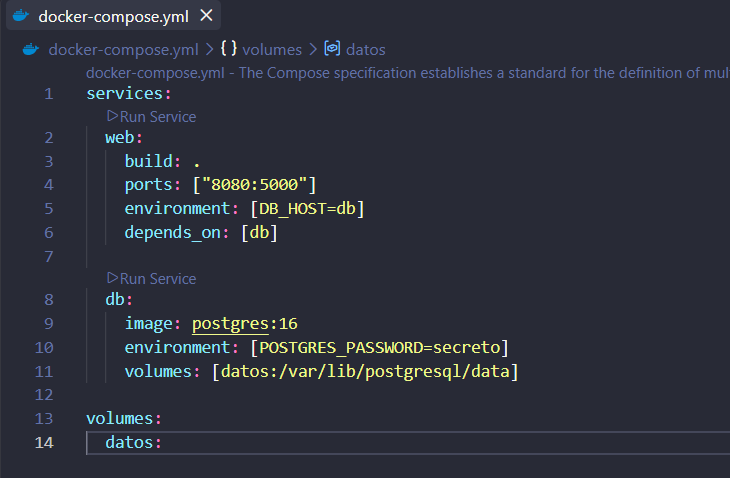 docker-compose.yml
docker-compose.yml > {} volumes > datos
docker-compose.yml - The Compose specification establishes a standard for the definition of mul
1 services:
Run Service
2 web:
3 build: .
4 ports: ["8080:5000"]
5 environment: [DB_HOST=db]
6 depends_on: [db]
7
Run Service
8 db:
9 image: postgres:16
10 environment: [POSTGRES_PASSWORD=secreto]
11 volumes: [datos:/var/lib/postgresql/data]
12
13 volumes:
14 datos: